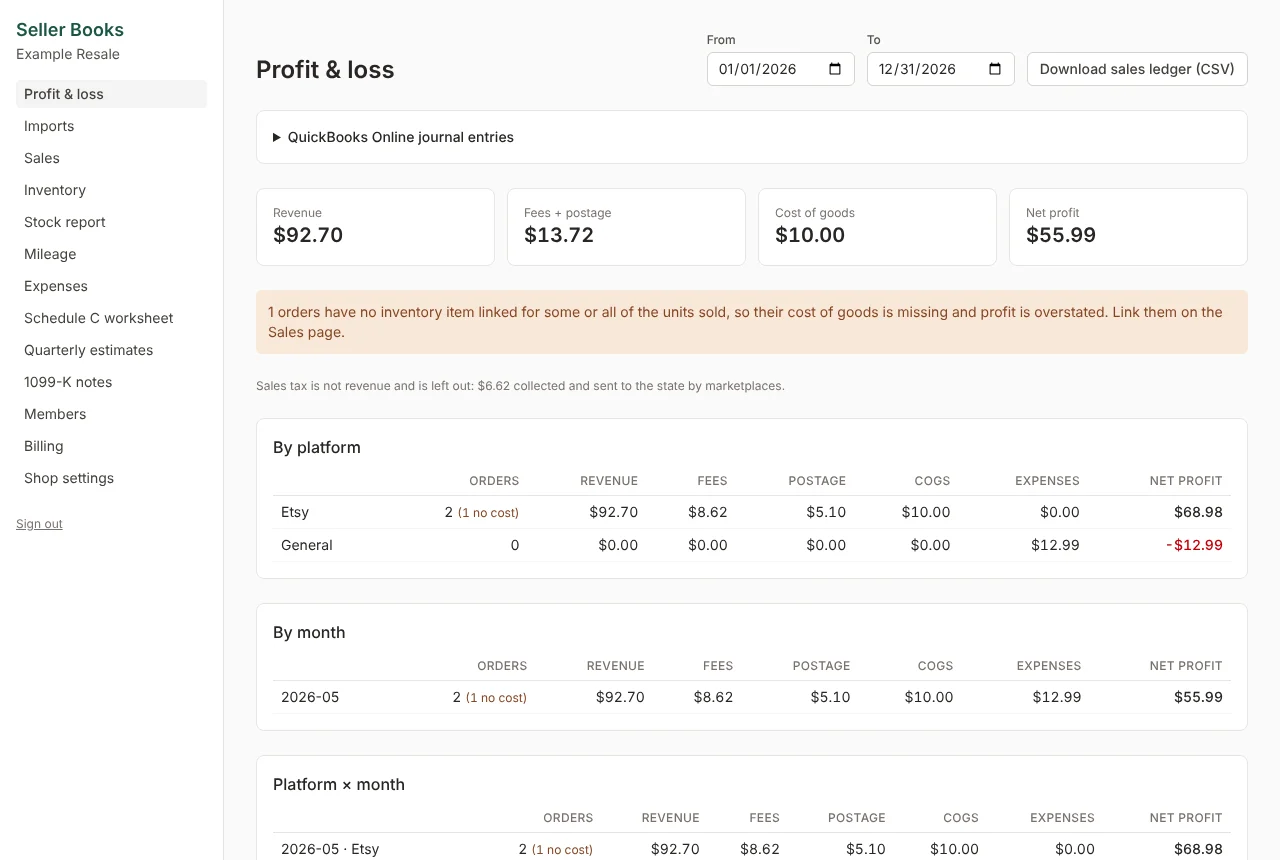 Seller Books
Example Resale
Profit & loss
Imports
Sales
Inventory
Stock report
Mileage
Expenses
Schedule C worksheet
Quarterly estimates
1099-K notes
Members
Billing
Shop settings
Sign out
Profit & loss
From
01/01/2026
To
12/31/2026
Download sales ledger (CSV)
▶ QuickBooks Online journal entries
Revenue
$92.70
Fees + postage
$13.72
Cost of goods
$10.00
Net profit
$55.99
1 orders have no inventory item linked for some or all of the units sold, so their cost of goods is missing and profit is overstated. Link them on the
Sales page.
Sales tax is not revenue and is left out: $6.62 collected and sent to the state by marketplaces.
By platform
ORDERS REVENUE FEES POSTAGE COGS EXPENSES NET PROFIT
Etsy 2 (1 no cost) $92.70 $8.62 $5.10 $10.00 $0.00 $68.98
General 0 $0.00 $0.00 $0.00 $0.00 $12.99 -$12.99
By month
ORDERS REVENUE FEES POSTAGE COGS EXPENSES NET PROFIT
2026-05 2 (1 no cost) $92.70 $8.62 $5.10 $10.00 $12.99 $55.99
Platform × month
ORDERS REVENUE FEES POSTAGE COGS EXPENSES NET PROFIT
2026-05 · Etsy 2 (1 no cost) $92.70 $8.62 $5.10 $10.00 $0.00 $68.98